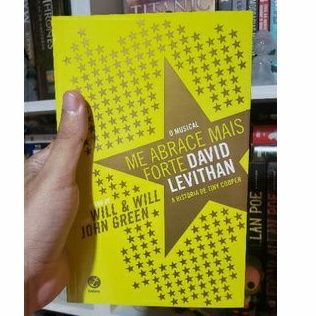 TITANIC
O MUSICAL
ME ABRACE MAIS
FORTE DAVID
LEVITHAN
A HISTÓRIA DE TINY COOPER
WILL & WILL
JOHN GREEN
LAN POE